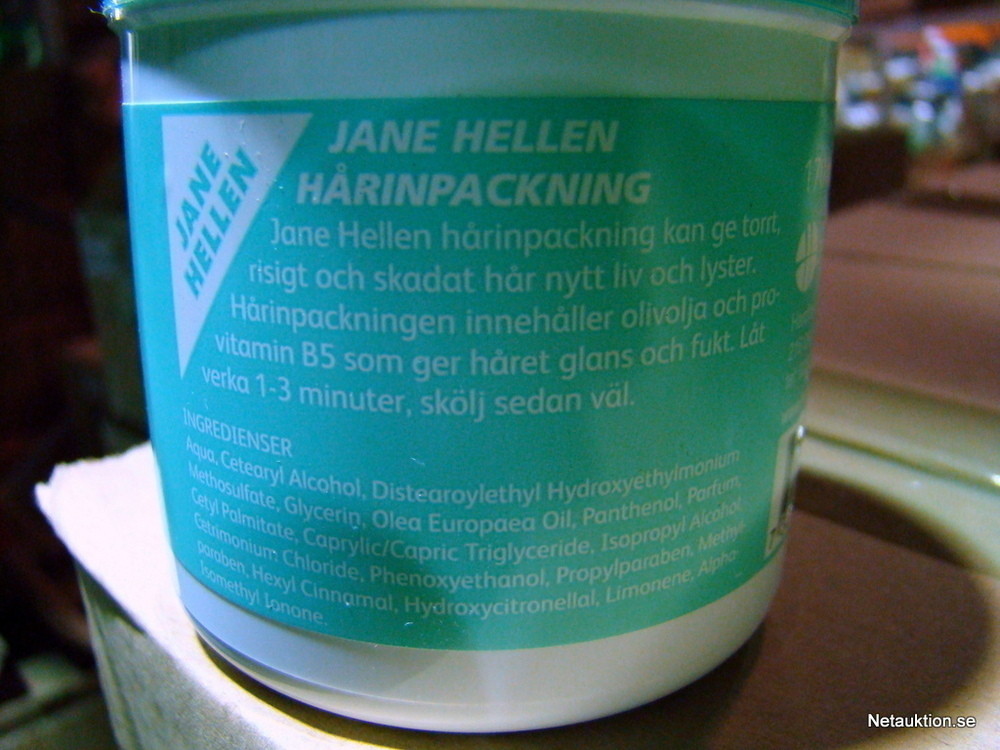 JANE
HELLEN
JANE HELLEN
HÅRINPACKNING
Jane Hellen hårinpackning kan ge torrt,
risigt och skadat hår nytt liv och lyster.
Hårinpackningen innehåller olivolja och pro-
vitamin B5 som ger håret glans och fukt. Låt
verka 1-3 minuter, skölj sedan väl.
INGREDIENSER
Aqua, Cetearyl Alcohol, Distearoylethyl Hydroxyethylmonium
Methosulfate, Glycerin, Olea Europaea Oil, Panthenol, Parfum,
Cetyl Palmitate, Caprylic/Capric Triglyceride, Isopropyl Alcohol,
Cetrimonium Chloride, Phenoxyethanol, Propylparaben, Methyl-
paraben, Hexyl Cinnamal, Hydroxycitronellal, Limonene, Alpha-
Isomethyl Ionone.
Netauktion.se